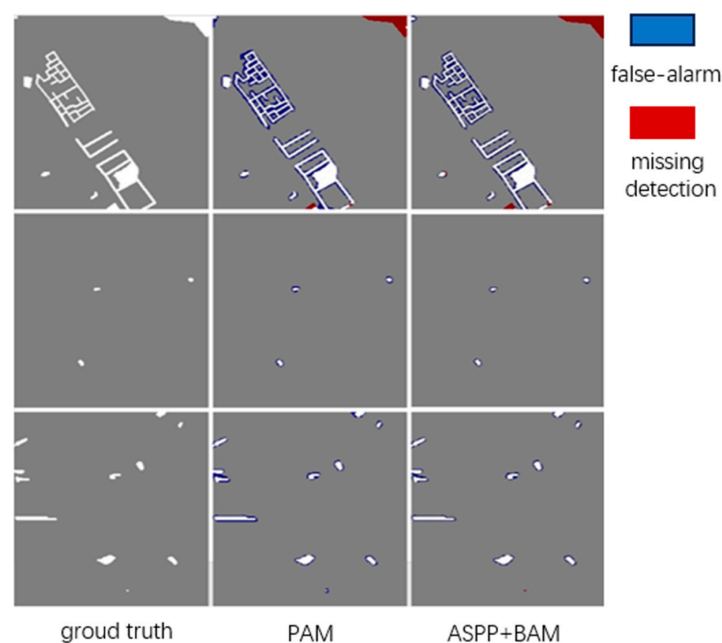 false-alarm
missing
detection
groud truth
PAM
ASPP+BAM